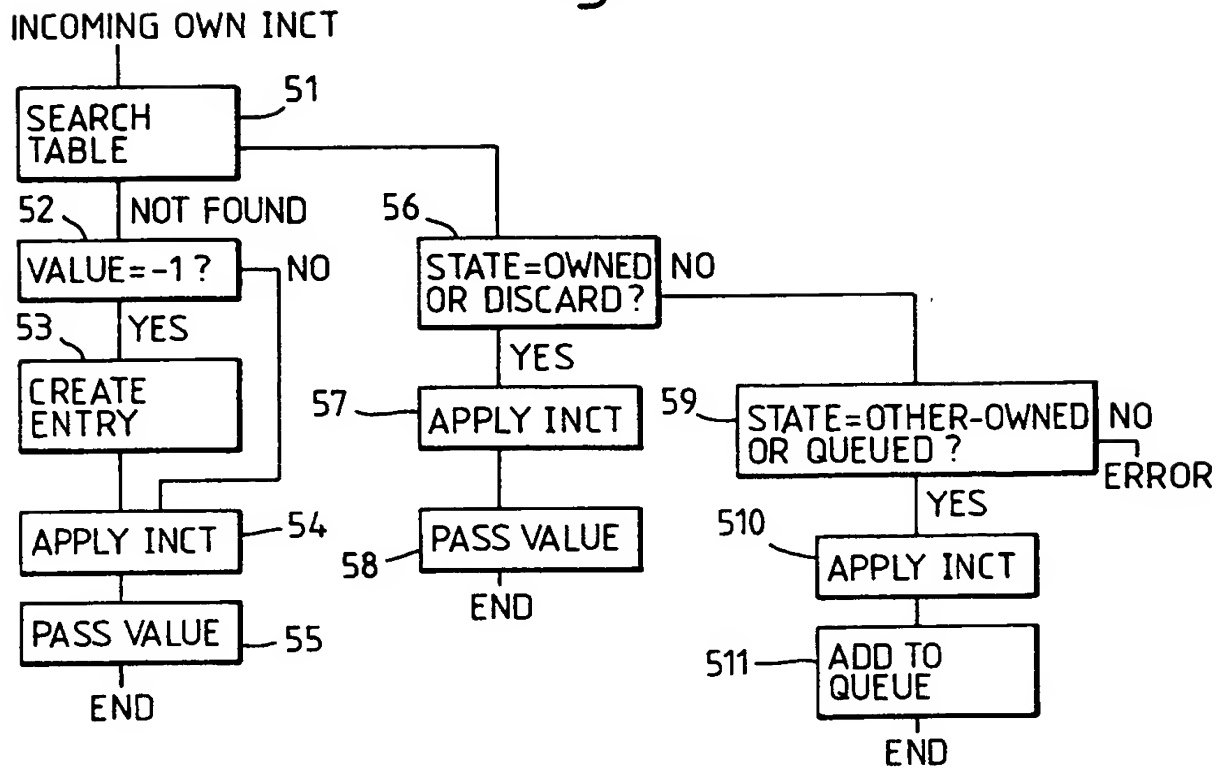 INCOMING OWN INCT
51
SEARCH
TABLE
52
NOT FOUND
VALUE=-1?
NO
53
YES
CREATE
ENTRY
APPLY INCT
54
PASS VALUE
55
END
56
STATE=OWNED
OR DISCARD?
NO
YES
57
APPLY INCT
58
PASS VALUE
END
59
STATE=OTHER-OWNED
OR QUEUED?
NO
ERROR
YES
510
APPLY INCT
511
ADD TO
QUEUE
END